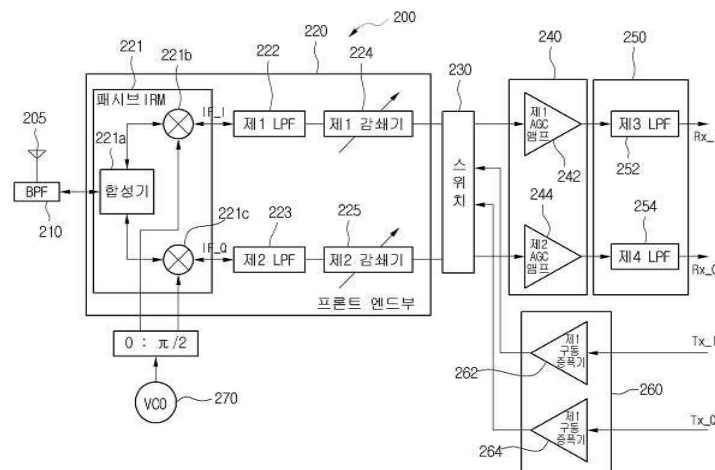 200
220
240
250
221
221b
222
224
230
패시브IRM
IF_I
제1 LPF
제1 감쇄기
제1
AGC
앰프
242
제3 LPF
252
Rx_
205
221a
합성기
BPF
210
221c
223
225
스위치
244
254
IF_Q
제2 LPF
제2 감쇄기
제2
AGC
앰프
제4 LPF
Rx_Q
프론트 엔드부
0 : π/2
VCO
270
제1
구동
증폭기
262
Tx_I
260
제1
구동
증폭기
264
Tx_Q